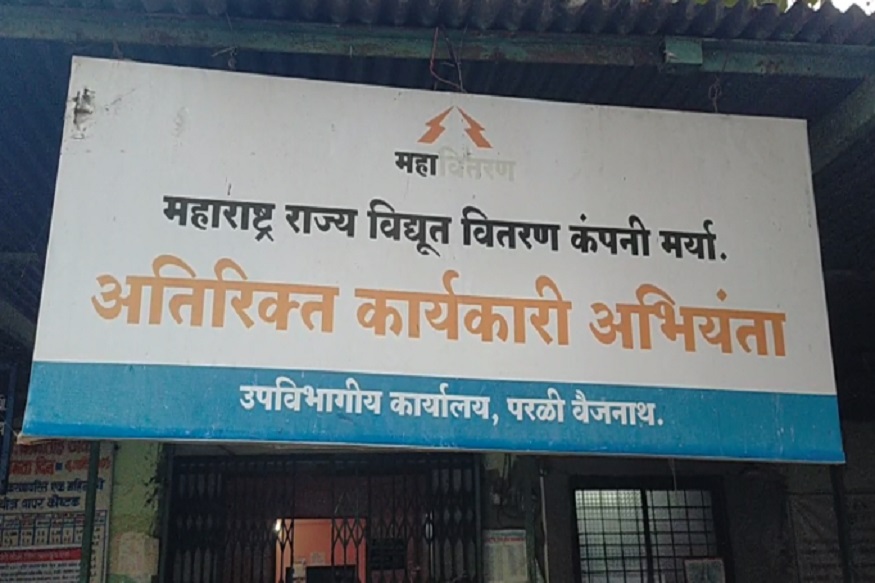 महावितरण
महाराष्ट्र राज्य विद्यूत वितरण कंपनी मर्या.
अतिरिक्त कार्यकारी अभियंता
उपविभागीय कार्यालय, परळी वैजनाथ.